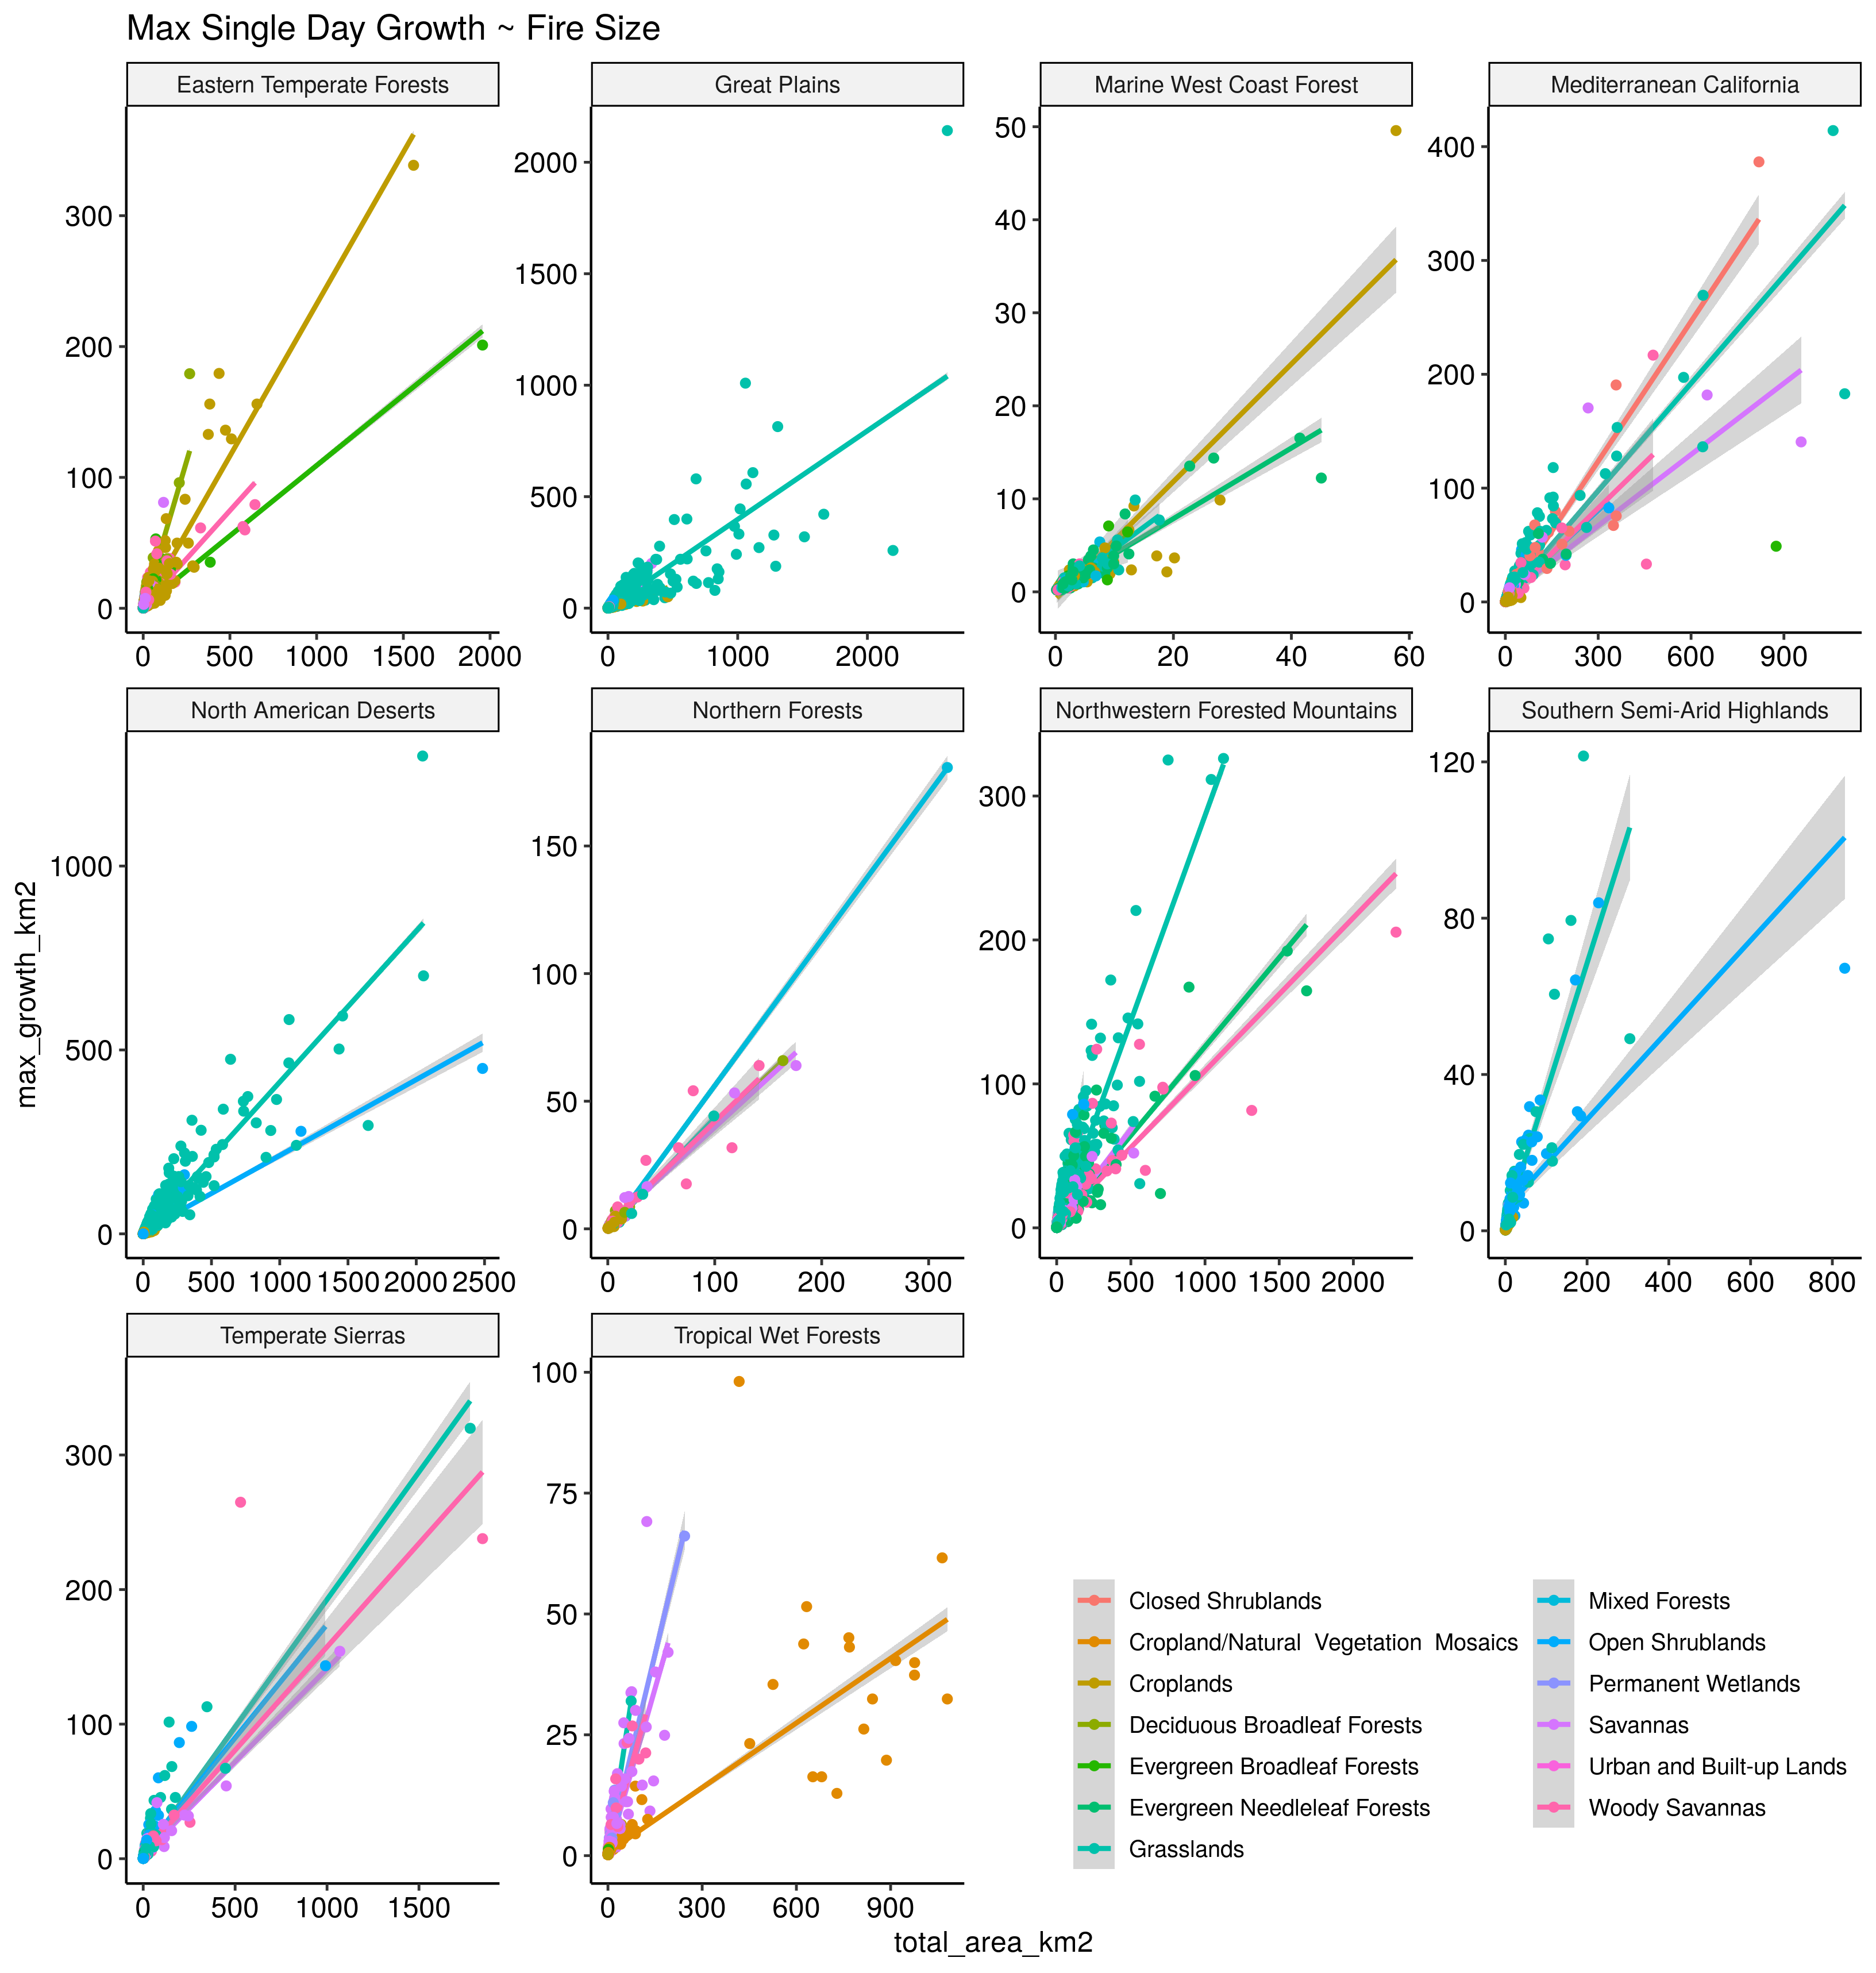 Max Single Day Growth ~ Fire Size
Eastern Temperate Forests
Great Plains
Marine West Coast Forest
Mediterranean California
300
200
100
0
0 500 1000 1500 2000
2000
1500
1000
500
0
0 1000 2000
50
40
30
20
10
0
0 20 40 60
400
300
200
100
0
0 300 600 900
North American Deserts
Northern Forests
Northwestern Forested Mountains
Southern Semi-Arid Highlands
1000
500
0
0 500 1000 1500 2000 2500
150
100
50
0
0 100 200 300
300
200
100
0
0 500 1000 1500 2000
120
80
40
0
0 200 400 600 800
max_growth_km2
Temperate Sierras
Tropical Wet Forests
300
200
100
0
0 500 1000 1500
100
75
50
25
0
0 300 600 900
total_area_km2
Closed Shrublands
Cropland/Natural Vegetation Mosaics
Croplands
Deciduous Broadleaf Forests
Evergreen Broadleaf Forests
Evergreen Needleleaf Forests
Grasslands
Mixed Forests
Open Shrublands
Permanent Wetlands
Savannas
Urban and Built-up Lands
Woody Savannas